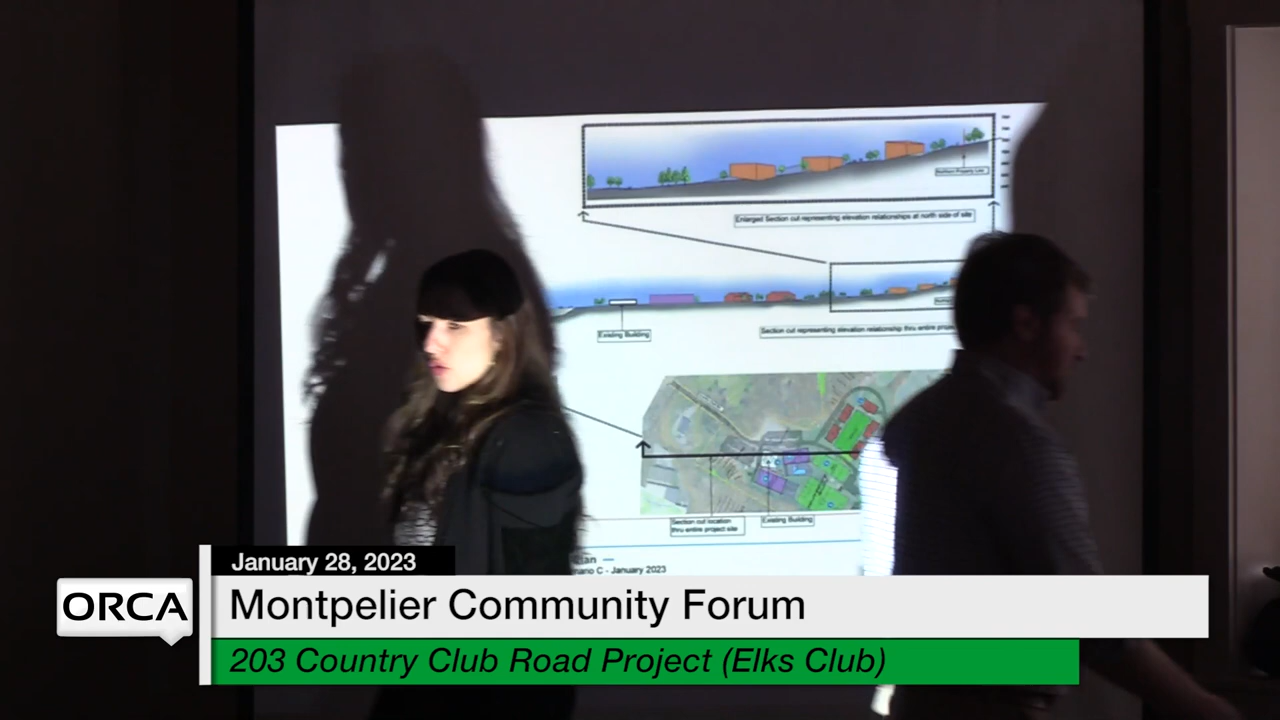 Enlarged Section cut representing elevation relationships at north side of site
Existing Building
Section cut representing elevation relationship thru entire
Section cut location
thru entire project site
Existing Building
C - January 2023
January 28, 2023
ORCA
Montpelier Community Forum
203 Country Club Road Project (Elks Club)